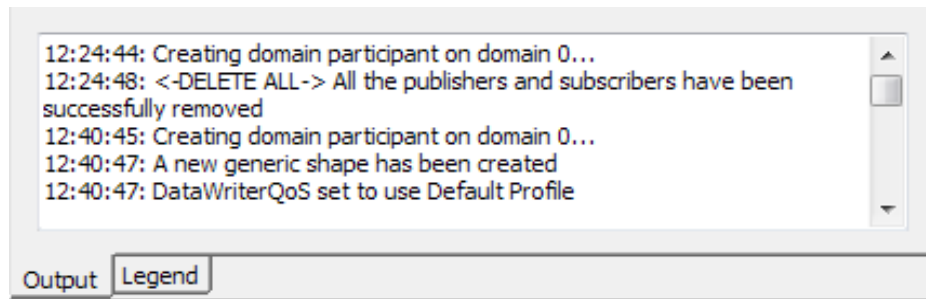 12:24:44: Creating domain participant on domain 0...
12:24:48: <-DELETE ALL-> All the publishers and subscribers have been
successfully removed
12:40:45: Creating domain participant on domain 0...
12:40:47: A new generic shape has been created
12:40:47: DataWriterQoS set to use Default Profile
Output Legend